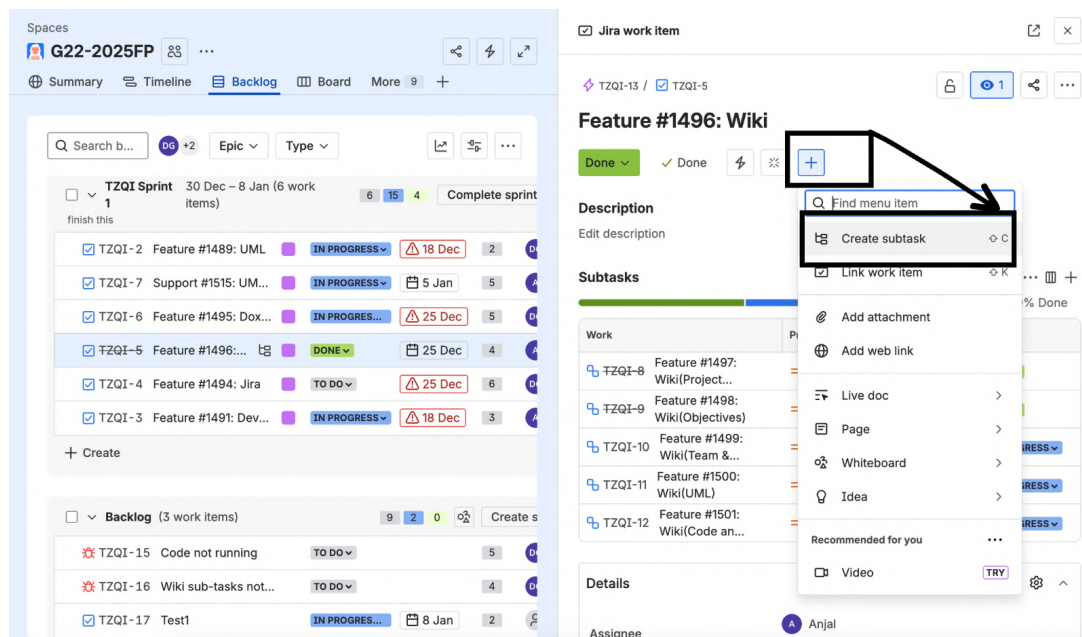 Spaces
G22-2025FP
Summary
Timeline
Backlog
Board
More 9
Search b...
DG +2
Epic
Type
TZQI Sprint 1
30 Dec – 8 Jan (6 work items)
6 15 4
Complete sprint
finish this
TZQI-2 Feature #1489: UML IN PROGRESS 18 Dec 2
TZQI-7 Support #1515: UM... IN PROGRESS 5 Jan 5
TZQI-6 Feature #1495: Dox... IN PROGRES... 25 Dec 5
TZQI-5 Feature #1496:... DONE 25 Dec 4 A
TZQI-4 Feature #1494: Jira TO DO 25 Dec 6
TZQI-3 Feature #1491: Dev... IN PROGRESS 18 Dec 3
Create
Backlog (3 work items) 9 2 0 Create s
TZQI-15 Code not running TO DO 5
TZQI-16 Wiki sub-tasks not... TO DO 4
TZQI-17 Test1 IN PROGRES... 8 Jan 2
Jira work item
TZQI-13 / TZQI-5
1
Feature #1496: Wiki
Done
Done
Find menu item
Create subtask C
Link work item K
Add attachment
Add web link
Live doc
Page
Whiteboard
Idea
Recommended for you
Video TRY
Description
Edit description
Subtasks
% Done
Work
TZQI-8 Feature #1497: Wiki(Project...
TZQI-9 Feature #1498: Wiki(Objectives)
TZQI-10 Feature #1499: Wiki(Team &...
TZQI-11 Feature #1500: Wiki(UML)
TZQI-12 Feature #1501: Wiki(Code an...
Details
Assignee
A Anjal